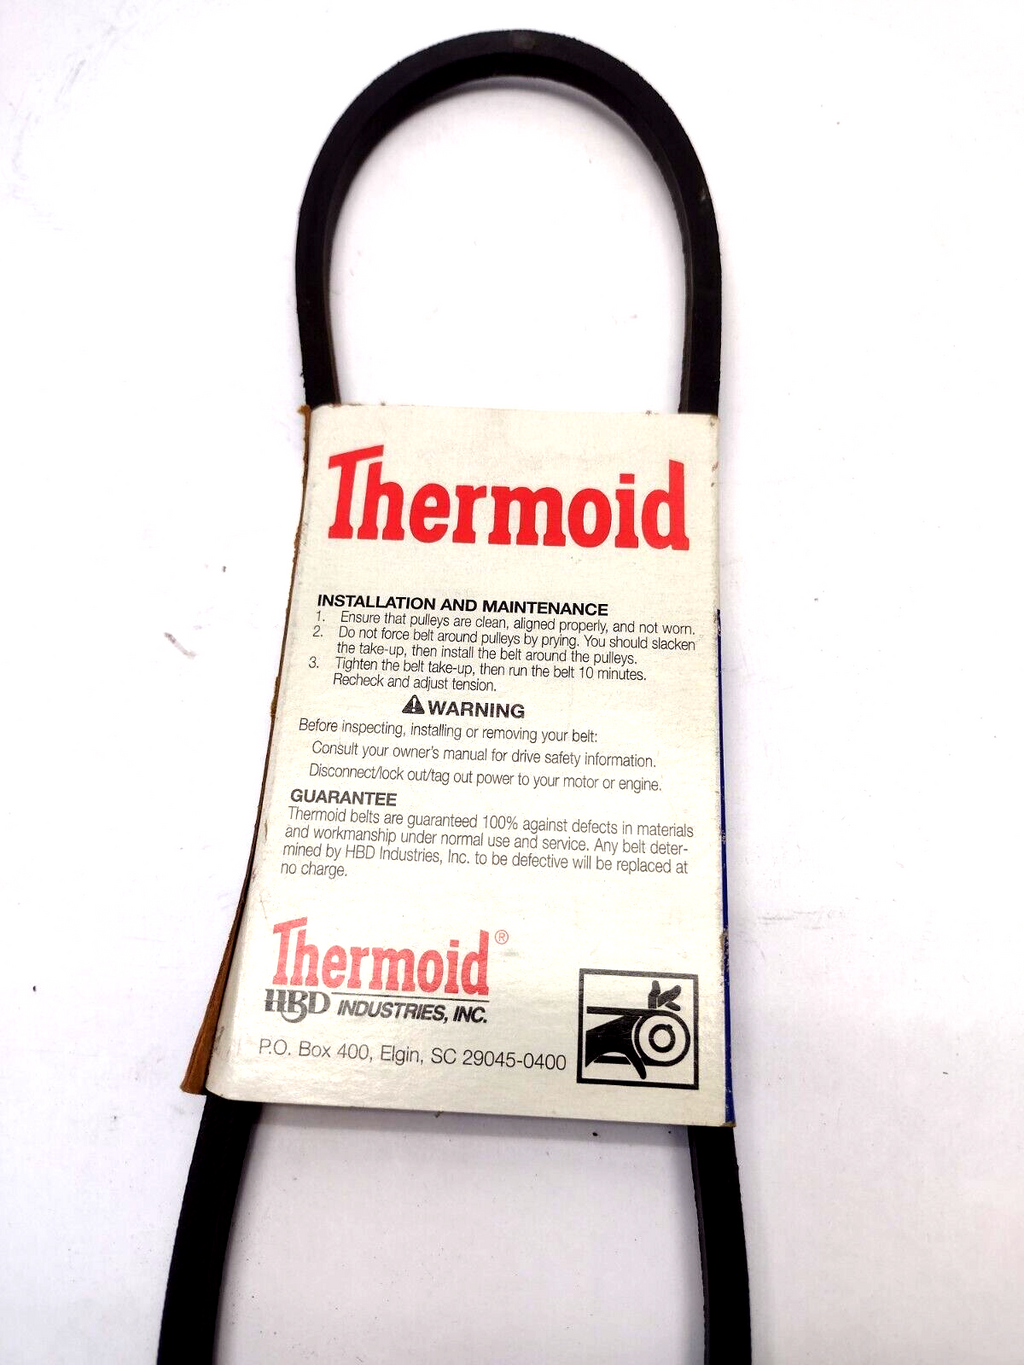 Thermoid
INSTALLATION AND MAINTENANCE
1. Ensure that pulleys are clean, aligned properly, and not worn.
2. Do not force belt around pulleys by prying. You should slacken
the take-up, then install the belt around the pulleys.
3. Tighten the belt take-up, then run the belt 10 minutes.
Recheck and adjust tension.
WARNING
Before inspecting, installing or removing your belt:
Consult your owner's manual for drive safety information.
Disconnect/lock out/tag out power to your motor or engine.
GUARANTEE
Thermoid belts are guaranteed 100% against defects in materials
and workmanship under normal use and service. Any belt deter-
mined by HBD Industries, Inc. to be defective will be replaced at
no charge.
Thermoid®
HBD INDUSTRIES, INC.
P.O. Box 400, Elgin, SC 29045-0400